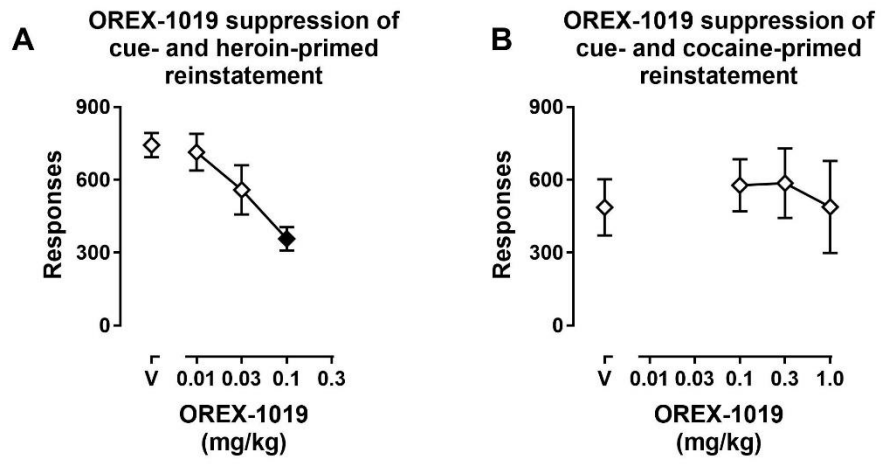 A
OREX-1019 suppression of
cue- and heroin-primed
reinstatement
900
600
300
0
Responses
V 0.01 0.03 0.1 0.3
OREX-1019
(mg/kg)
B
OREX-1019 suppression of
cue- and cocaine-primed
reinstatement
900
600
300
0
Responses
V 0.01 0.03 0.1 0.3 1.0
OREX-1019
(mg/kg)